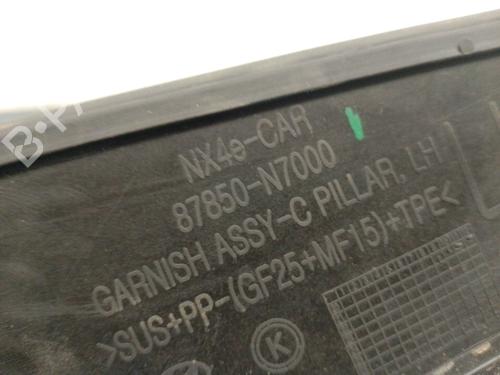 NX4e-CAR
87850-N7000
GARNISH ASSY-C PILLAR, LH
>SUS+PP-(GF25+MF15)+TPE<
K